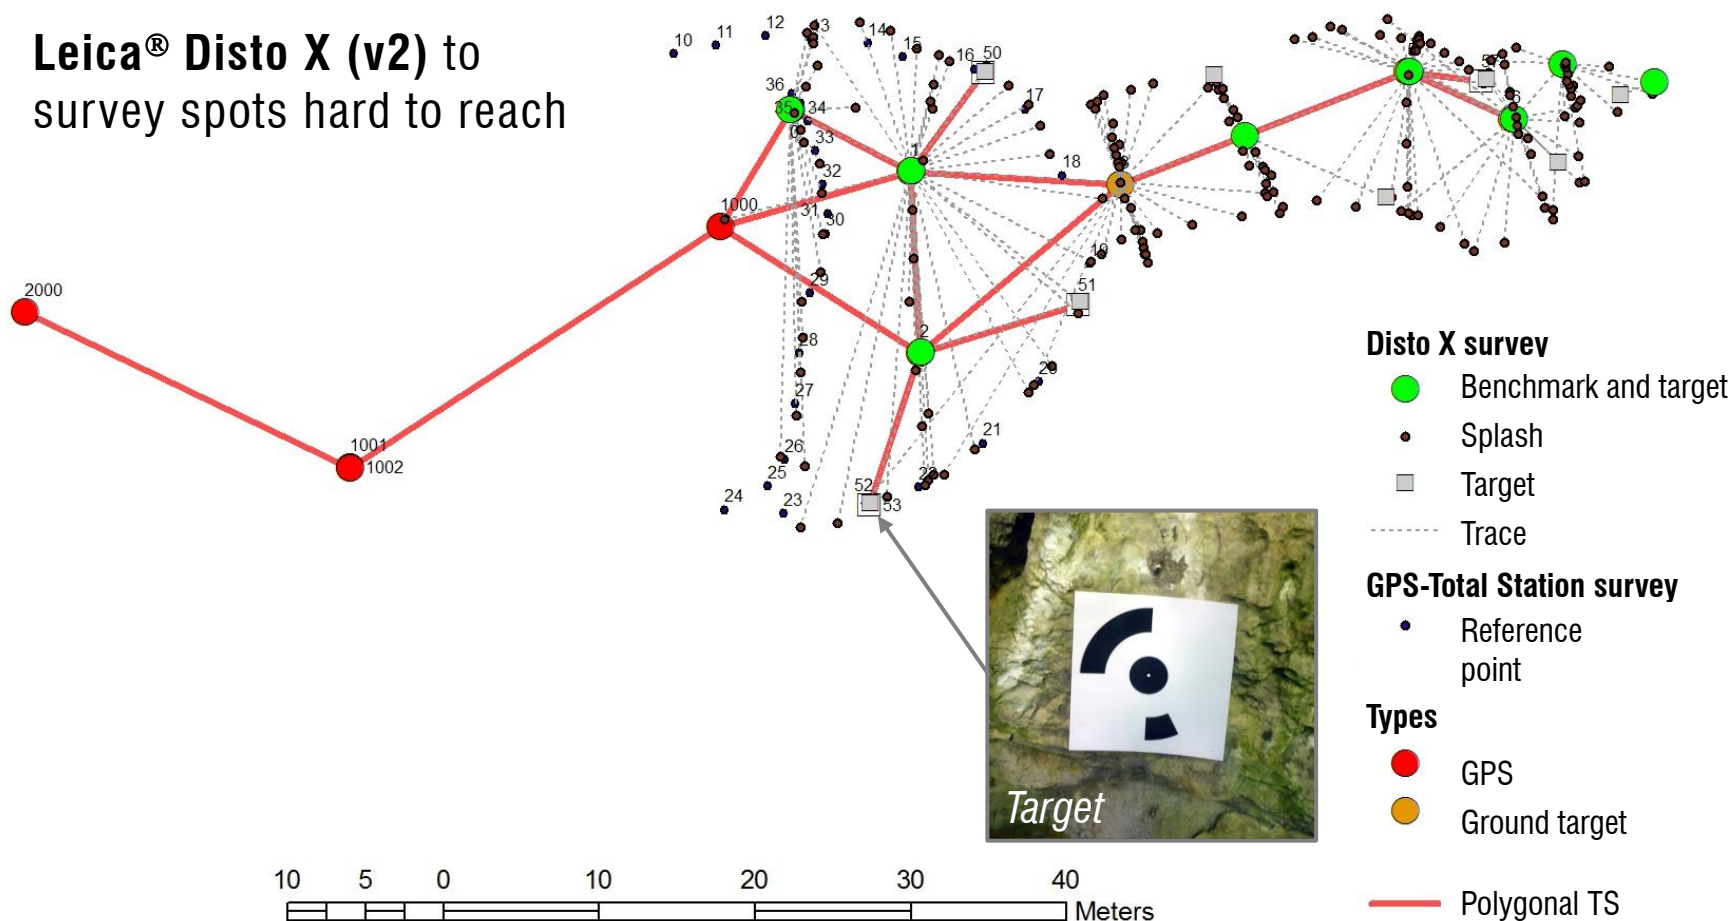 Leica® Disto X (v2) to
survey spots hard to reach
10
11
12
13
14
15
16
50
36
35
34
17
33
1
18
32
1000
31
30
19
2000
29
51
2
28
20
27
1001
1002
26
21
25
22
52
53
24
23
Target
Disto X survey
Benchmark and target
Splash
Target
Trace
GPS-Total Station survey
Reference
point
Types
GPS
Ground target
Polygonal TS
10 5 0 10 20 30 40
Meters